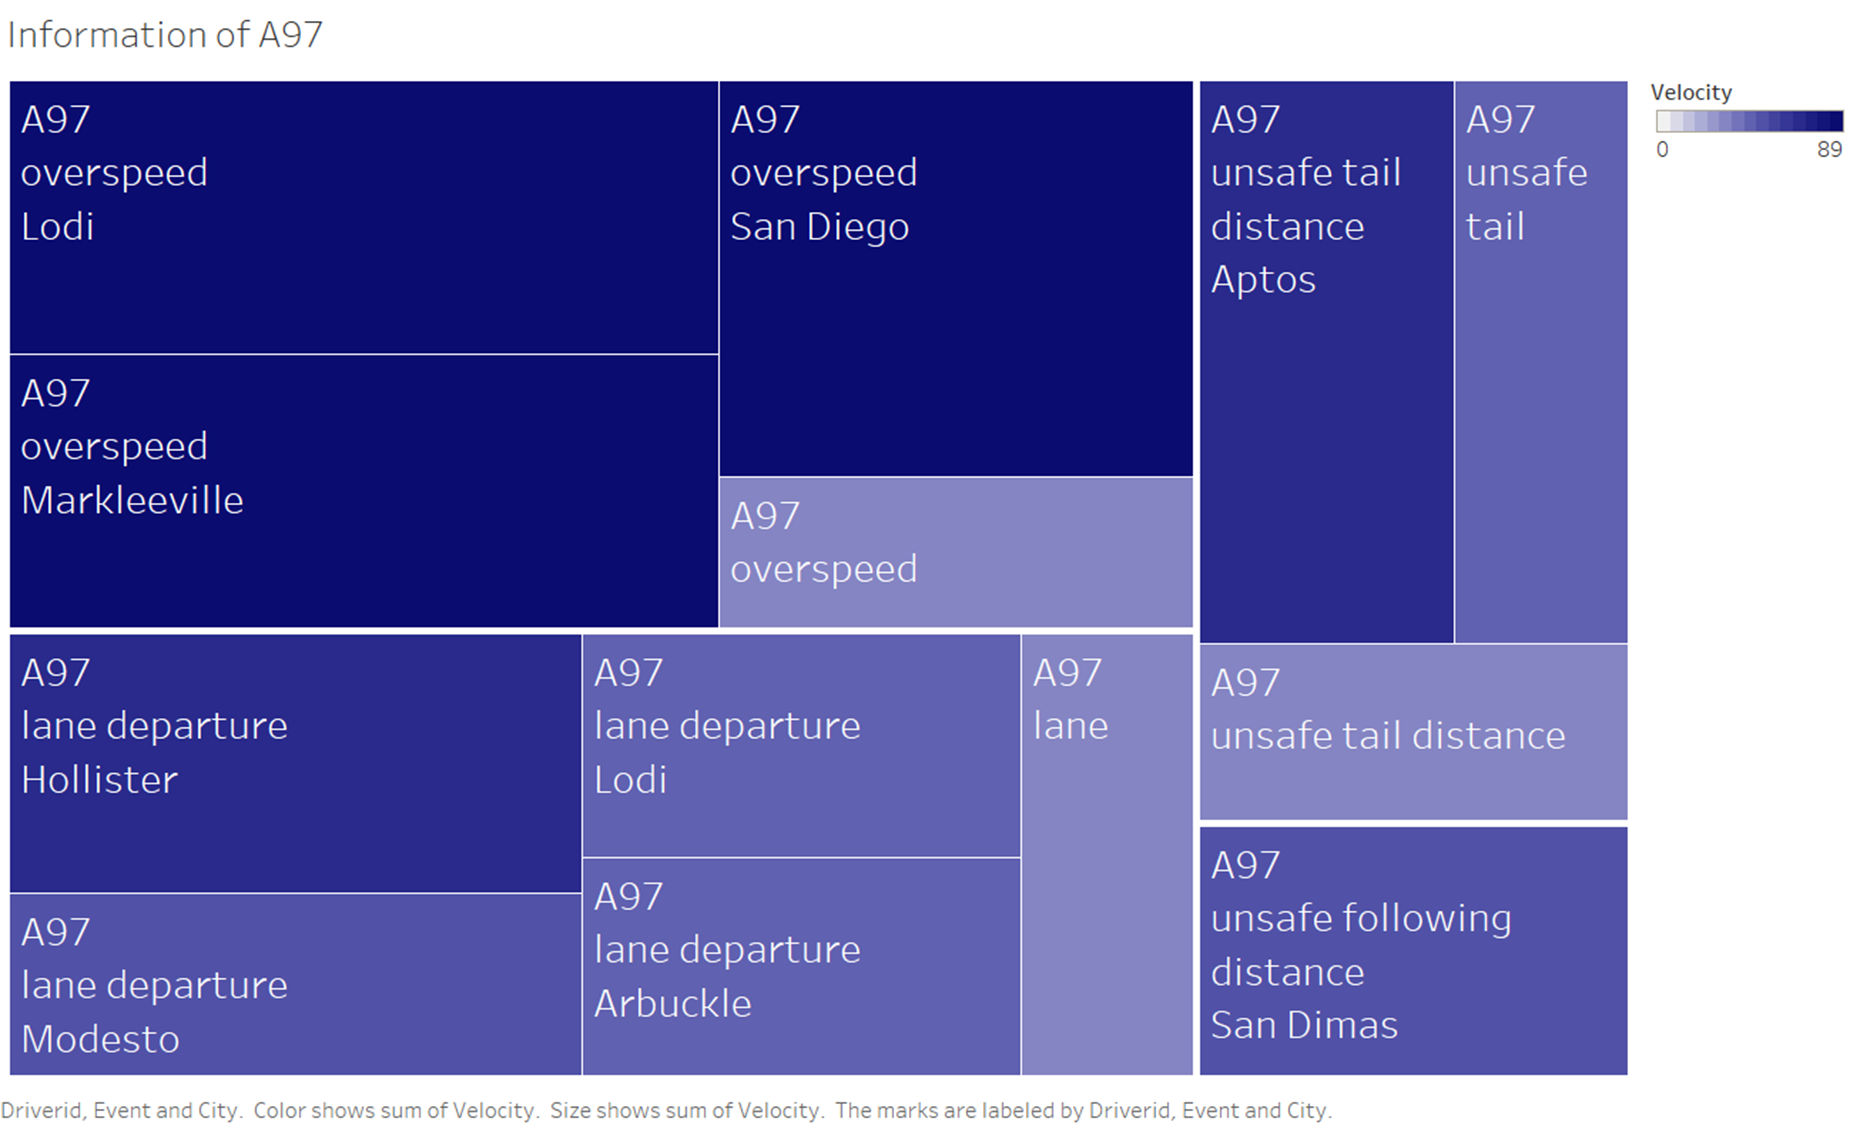 Information of A97
A97
overspeed
Lodi
A97
overspeed
San Diego
A97
unsafe tail
distance
Aptos
A97
unsafe
tail
Velocity
0
89
A97
overspeed
Markleeville
A97
overspeed
A97
lane departure
Hollister
A97
lane departure
Lodi
A97
lane
A97
unsafe tail distance
A97
lane departure
Modesto
A97
lane departure
Arbuckle
A97
unsafe following
distance
San Dimas
Driverid, Event and City. Color shows sum of Velocity. Size shows sum of Velocity. The marks are labeled by Driverid, Event and City.